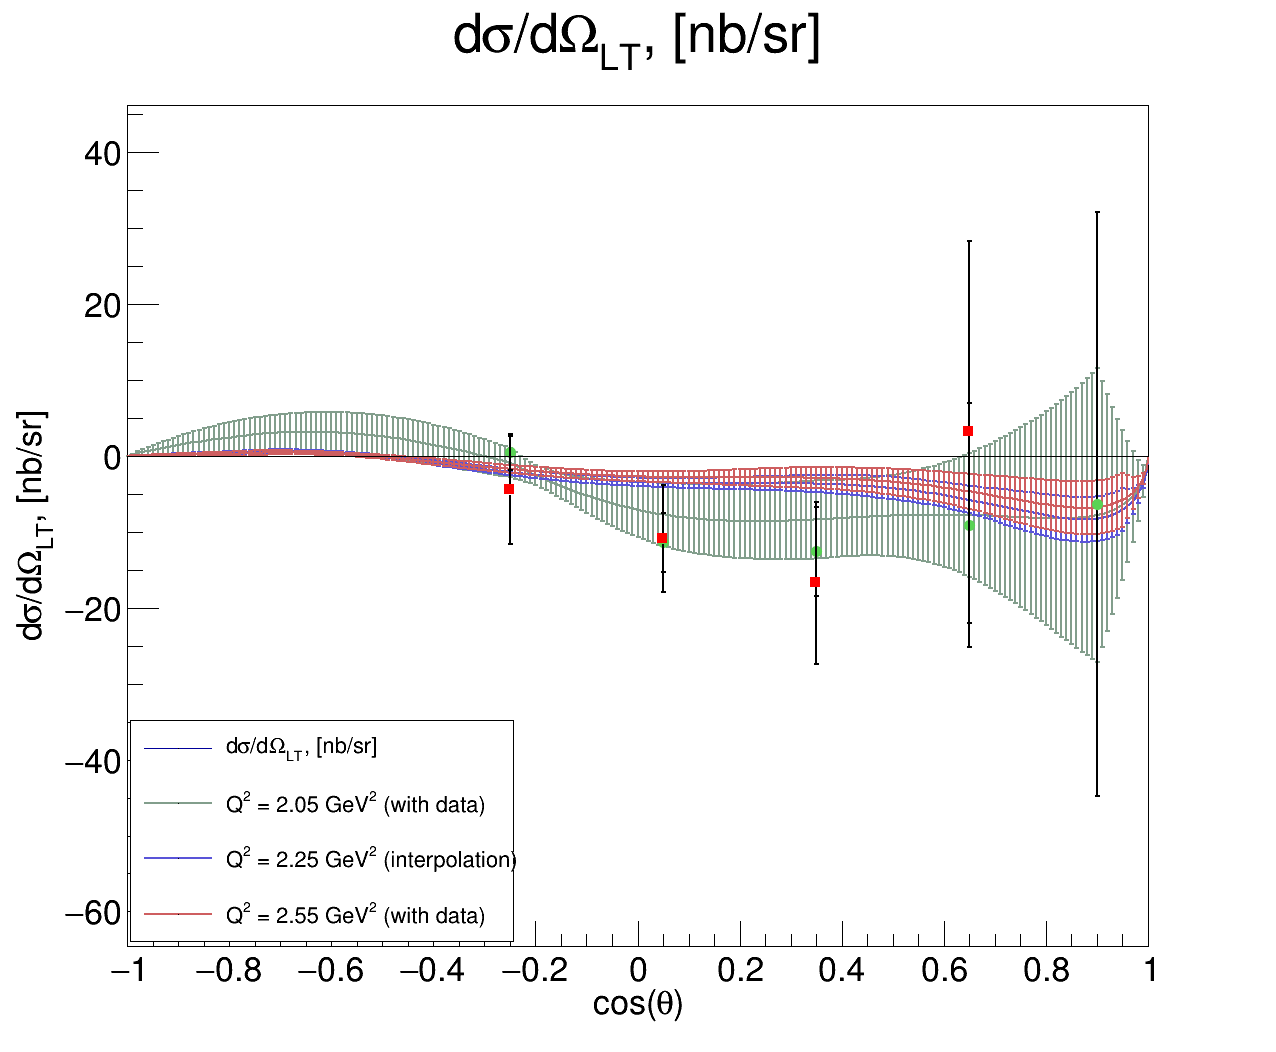 dσ/dΩLT, [nb/sr]
dσ/dΩLT, [nb/sr]
40
20
0
−20
−40
−60
dσ/dΩLT, [nb/sr]
Q2 = 2.05 GeV2 (with data)
Q2 = 2.25 GeV2 (interpolation)
Q2 = 2.55 GeV2 (with data)
−1 −0.8 −0.6 −0.4 −0.2 0 0.2 0.4 0.6 0.8 1
cos(θ)